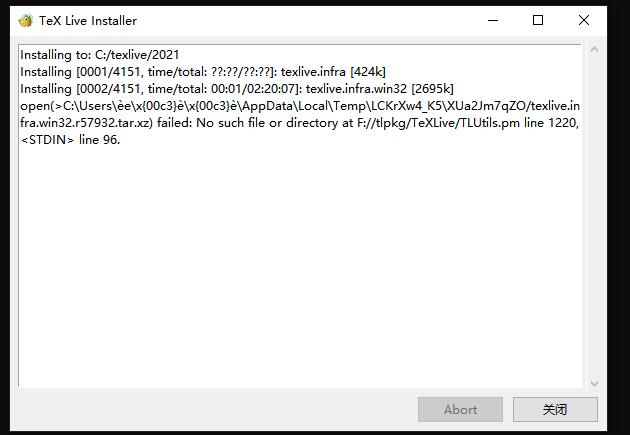 TeX Live Installer
Installing to: C:/texlive/2021
Installing [0001/4151, time/total: ??:??/??:??]: texlive.infra [424k]
Installing [0002/4151, time/total: 00:01/02:20:07]: texlive.infra.win32 [2695k]
open(>C:\Users\èe\x{00c3}è\x{00c3}è\AppData\Local\Temp\LCKrXw4_K5\XUa2Jm7qZO/texlive.in
fra.win32.r57932.tar.xz) failed: No such file or directory at F://tlpkg/TeXLive/TLUtils.pm line 1220,
<STDIN> line 96.
Abort
关闭